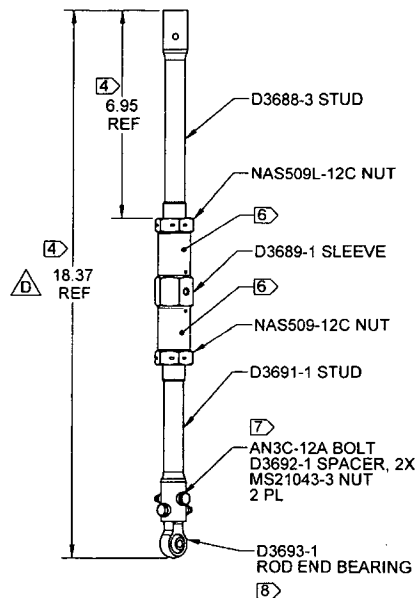 4
6.95
REF
D3688-3 STUD
NAS509L-12C NUT
6
D3689-1 SLEEVE
4
D
18.37
REF
6
NAS509-12C NUT
D3691-1 STUD
7
AN3C-12A BOLT
D3692-1 SPACER, 2X
MS21043-3 NUT
2 PL
D3693-1
ROD END BEARING
8